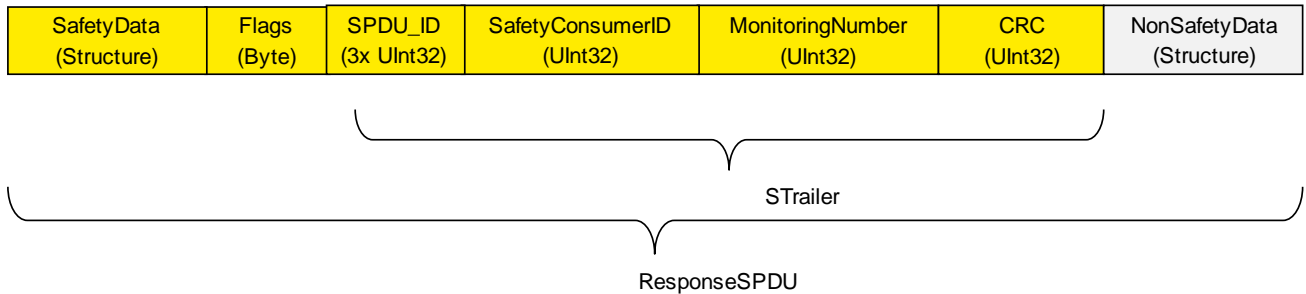 SafetyData
(Structure)
Flags
(Byte)
SPDU_ID
(3x UInt32)
SafetyConsumerID
(UInt32)
MonitoringNumber
(UInt32)
CRC
(UInt32)
NonSafetyData
(Structure)
STrailer
ResponseSPDU